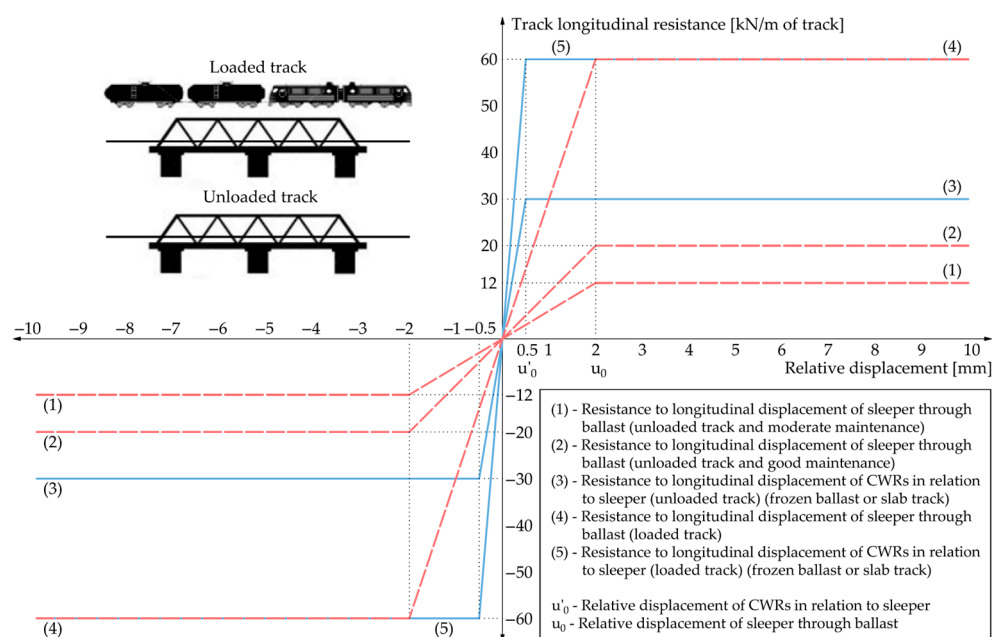 Track longitudinal resistance [kN/m of track]
(5)
(4)
60
Loaded track
50
40
(3)
30
Unloaded track
(2)
20
(1)
12
−10 −9 −8 −7 −6 −5 −4 −3 −2 −1 −0.5
0.5 1 2 3 4 5 6 7 8 9 10
u'0 u0 Relative displacement [mm]
(1)
−12
(2)
−20
(3)
−30
−40
−50
(4)
(5)
−60
(1) - Resistance to longitudinal displacement of sleeper through
ballast (unloaded track and moderate maintenance)
(2) - Resistance to longitudinal displacement of sleeper through
ballast (unloaded track and good maintenance)
(3) - Resistance to longitudinal displacement of CWRs in relation
to sleeper (unloaded track) (frozen ballast or slab track)
(4) - Resistance to longitudinal displacement of sleeper through
ballast (loaded track)
(5) - Resistance to longitudinal displacement of CWRs in relation
to sleeper (loaded track) (frozen ballast or slab track)
u'0 - Relative displacement of CWRs in relation to sleeper
u0 - Relative displacement of sleeper through ballast